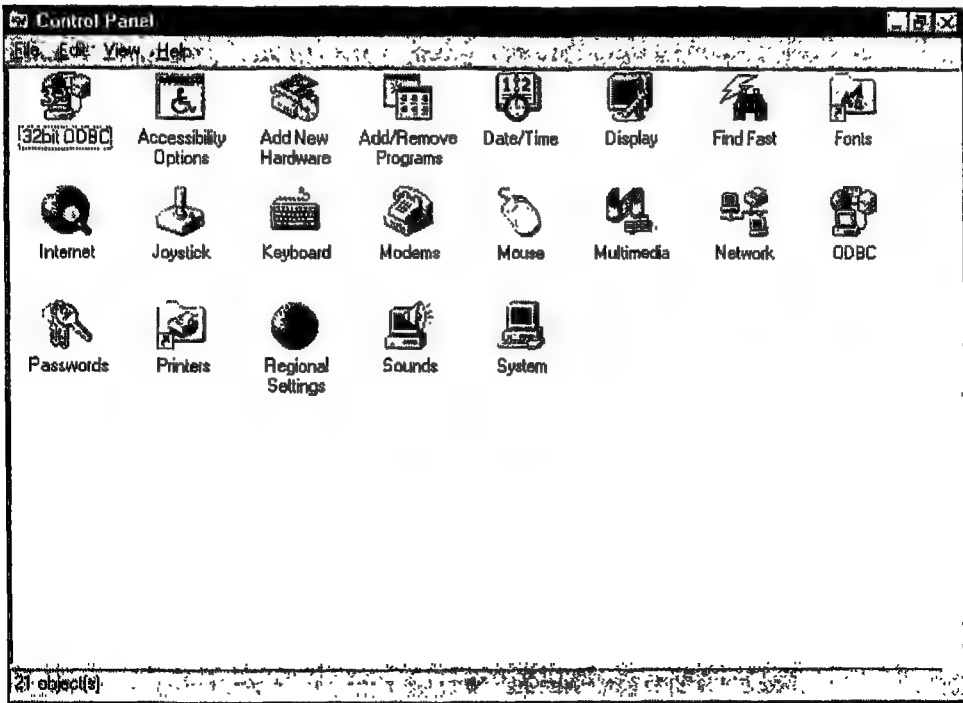 Control Panel
File Edit View Help
32bit ODBC Accessibility Options Add New Hardware Add/Remove Programs Date/Time Display Find Fast Fonts
Internet Joystick Keyboard Modems Mouse Multimedia Network ODBC
Passwords Printers Regional Settings Sounds System
21 object(s)